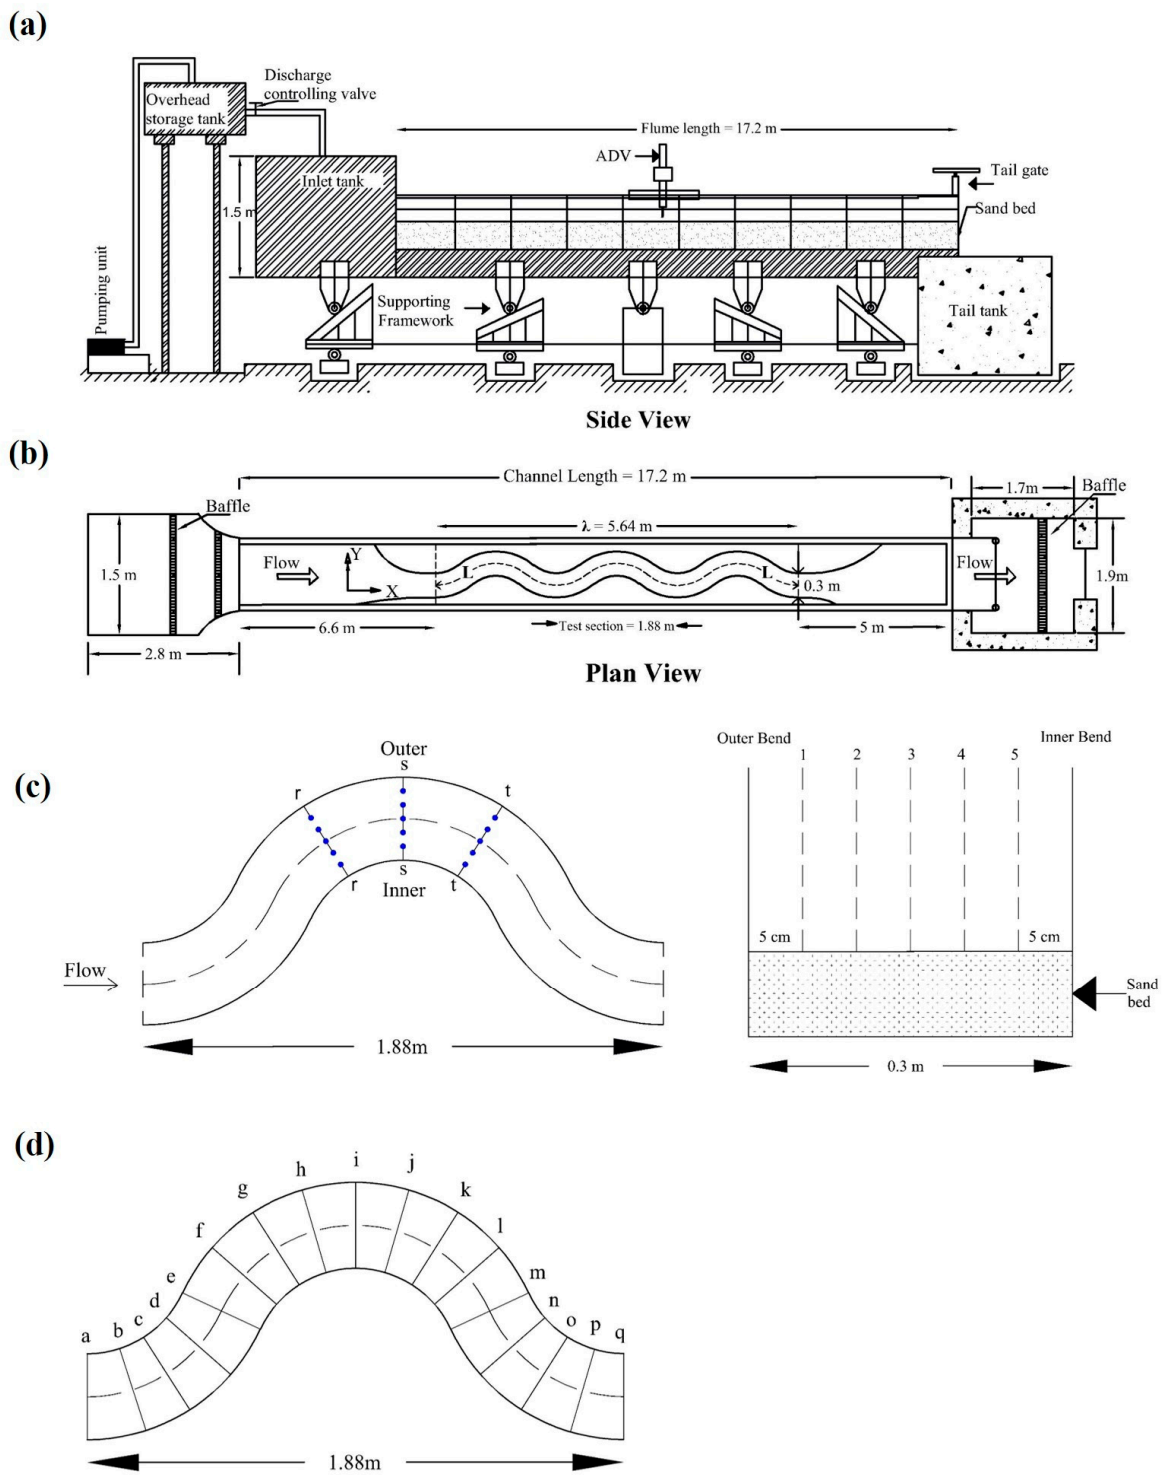 (a)
Discharge
controlling valve
Overhead
storage tank
Flume length = 17.2 m
ADV
Tail gate
Inlet tank
1.5 m
Sand bed
Pumping unit
Supporting
Framework
Tail tank
Side View
(b)
Channel Length = 17.2 m
1.7m
Baffle
Baffle
λ = 5.64 m
Flow
Y
X
L
L
Flow
1.5 m
0.3 m
1.9m
6.6 m
Test section = 1.88 m
5 m
2.8 m
Plan View
(c)
Outer
s
r
t
r
s
t
Inner
Flow
1.88m
Outer Bend
Inner Bend
1 2 3 4 5
5 cm
5 cm
Sand
bed
0.3 m
(d)
a b c d e f g h i j k l m n o p q
1.88m